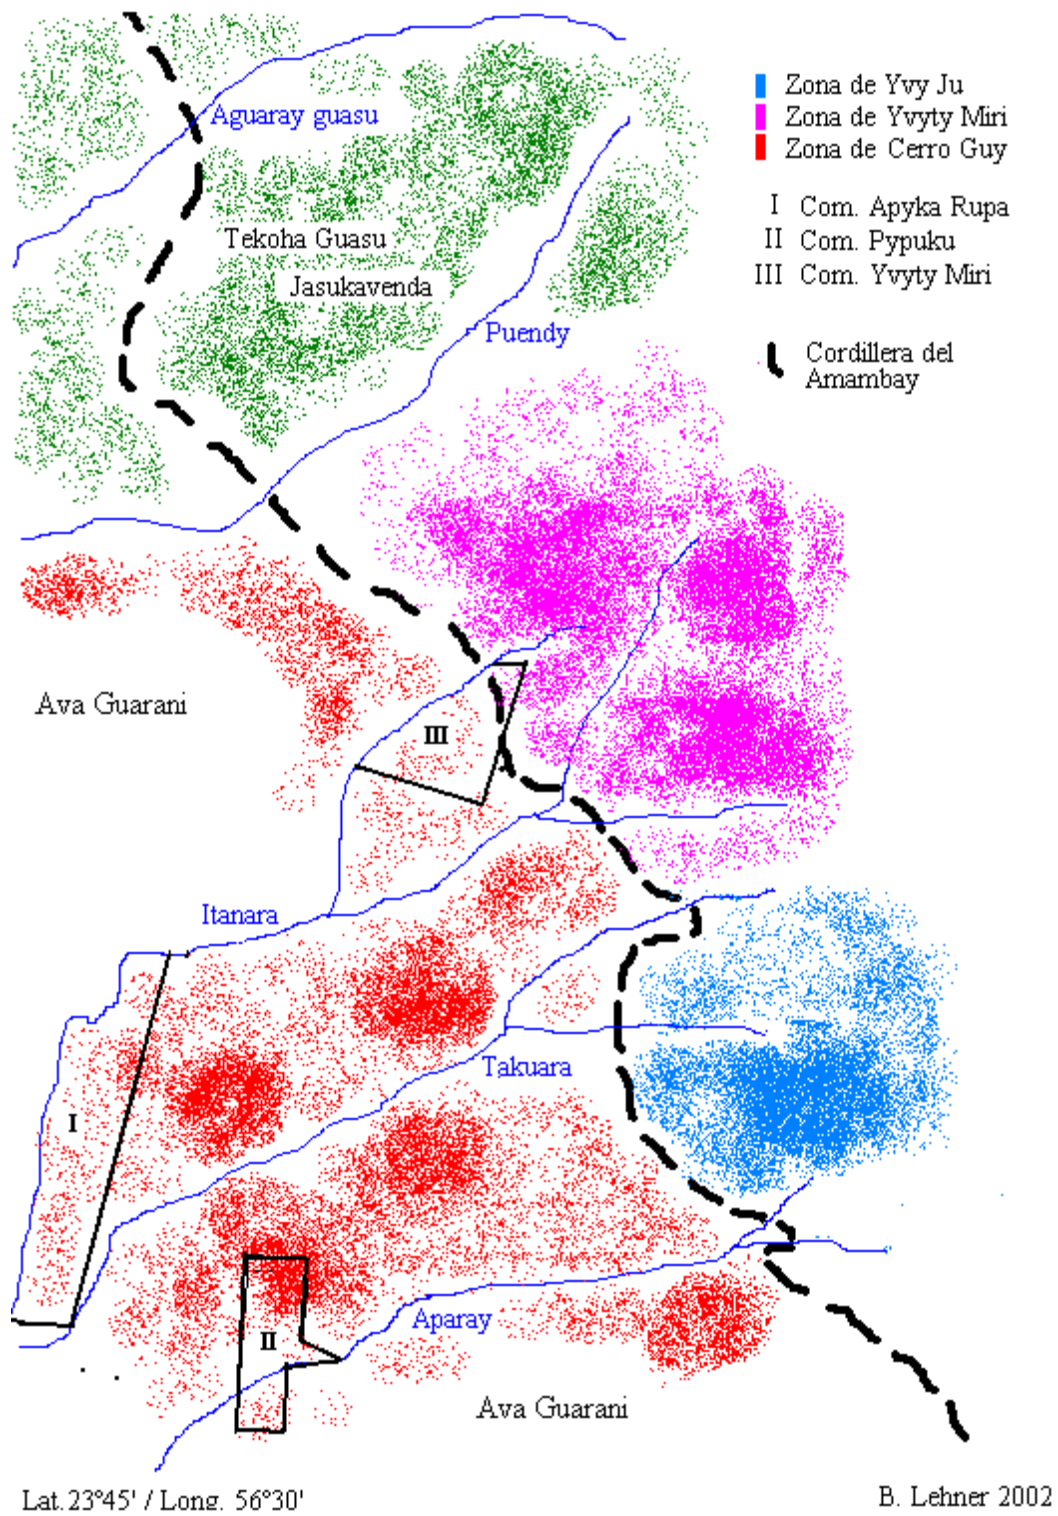 Aguaray guasu
Zona de Yvy Ju
Zona de Yvyty Miri
Zona de Cerro Guy
I Com. Apyka Rupa
II Com. Pypuku
III Com. Yvyty Miri
Tekoha Guasu
Jasukavenda
Puendy
Cordillera del
Amambay
Ava Guarani
III
Itanara
Takuara
I
Aparay
II
Ava Guarani
Lat.23°45' / Long. 56°30'
B. Lehner 2002